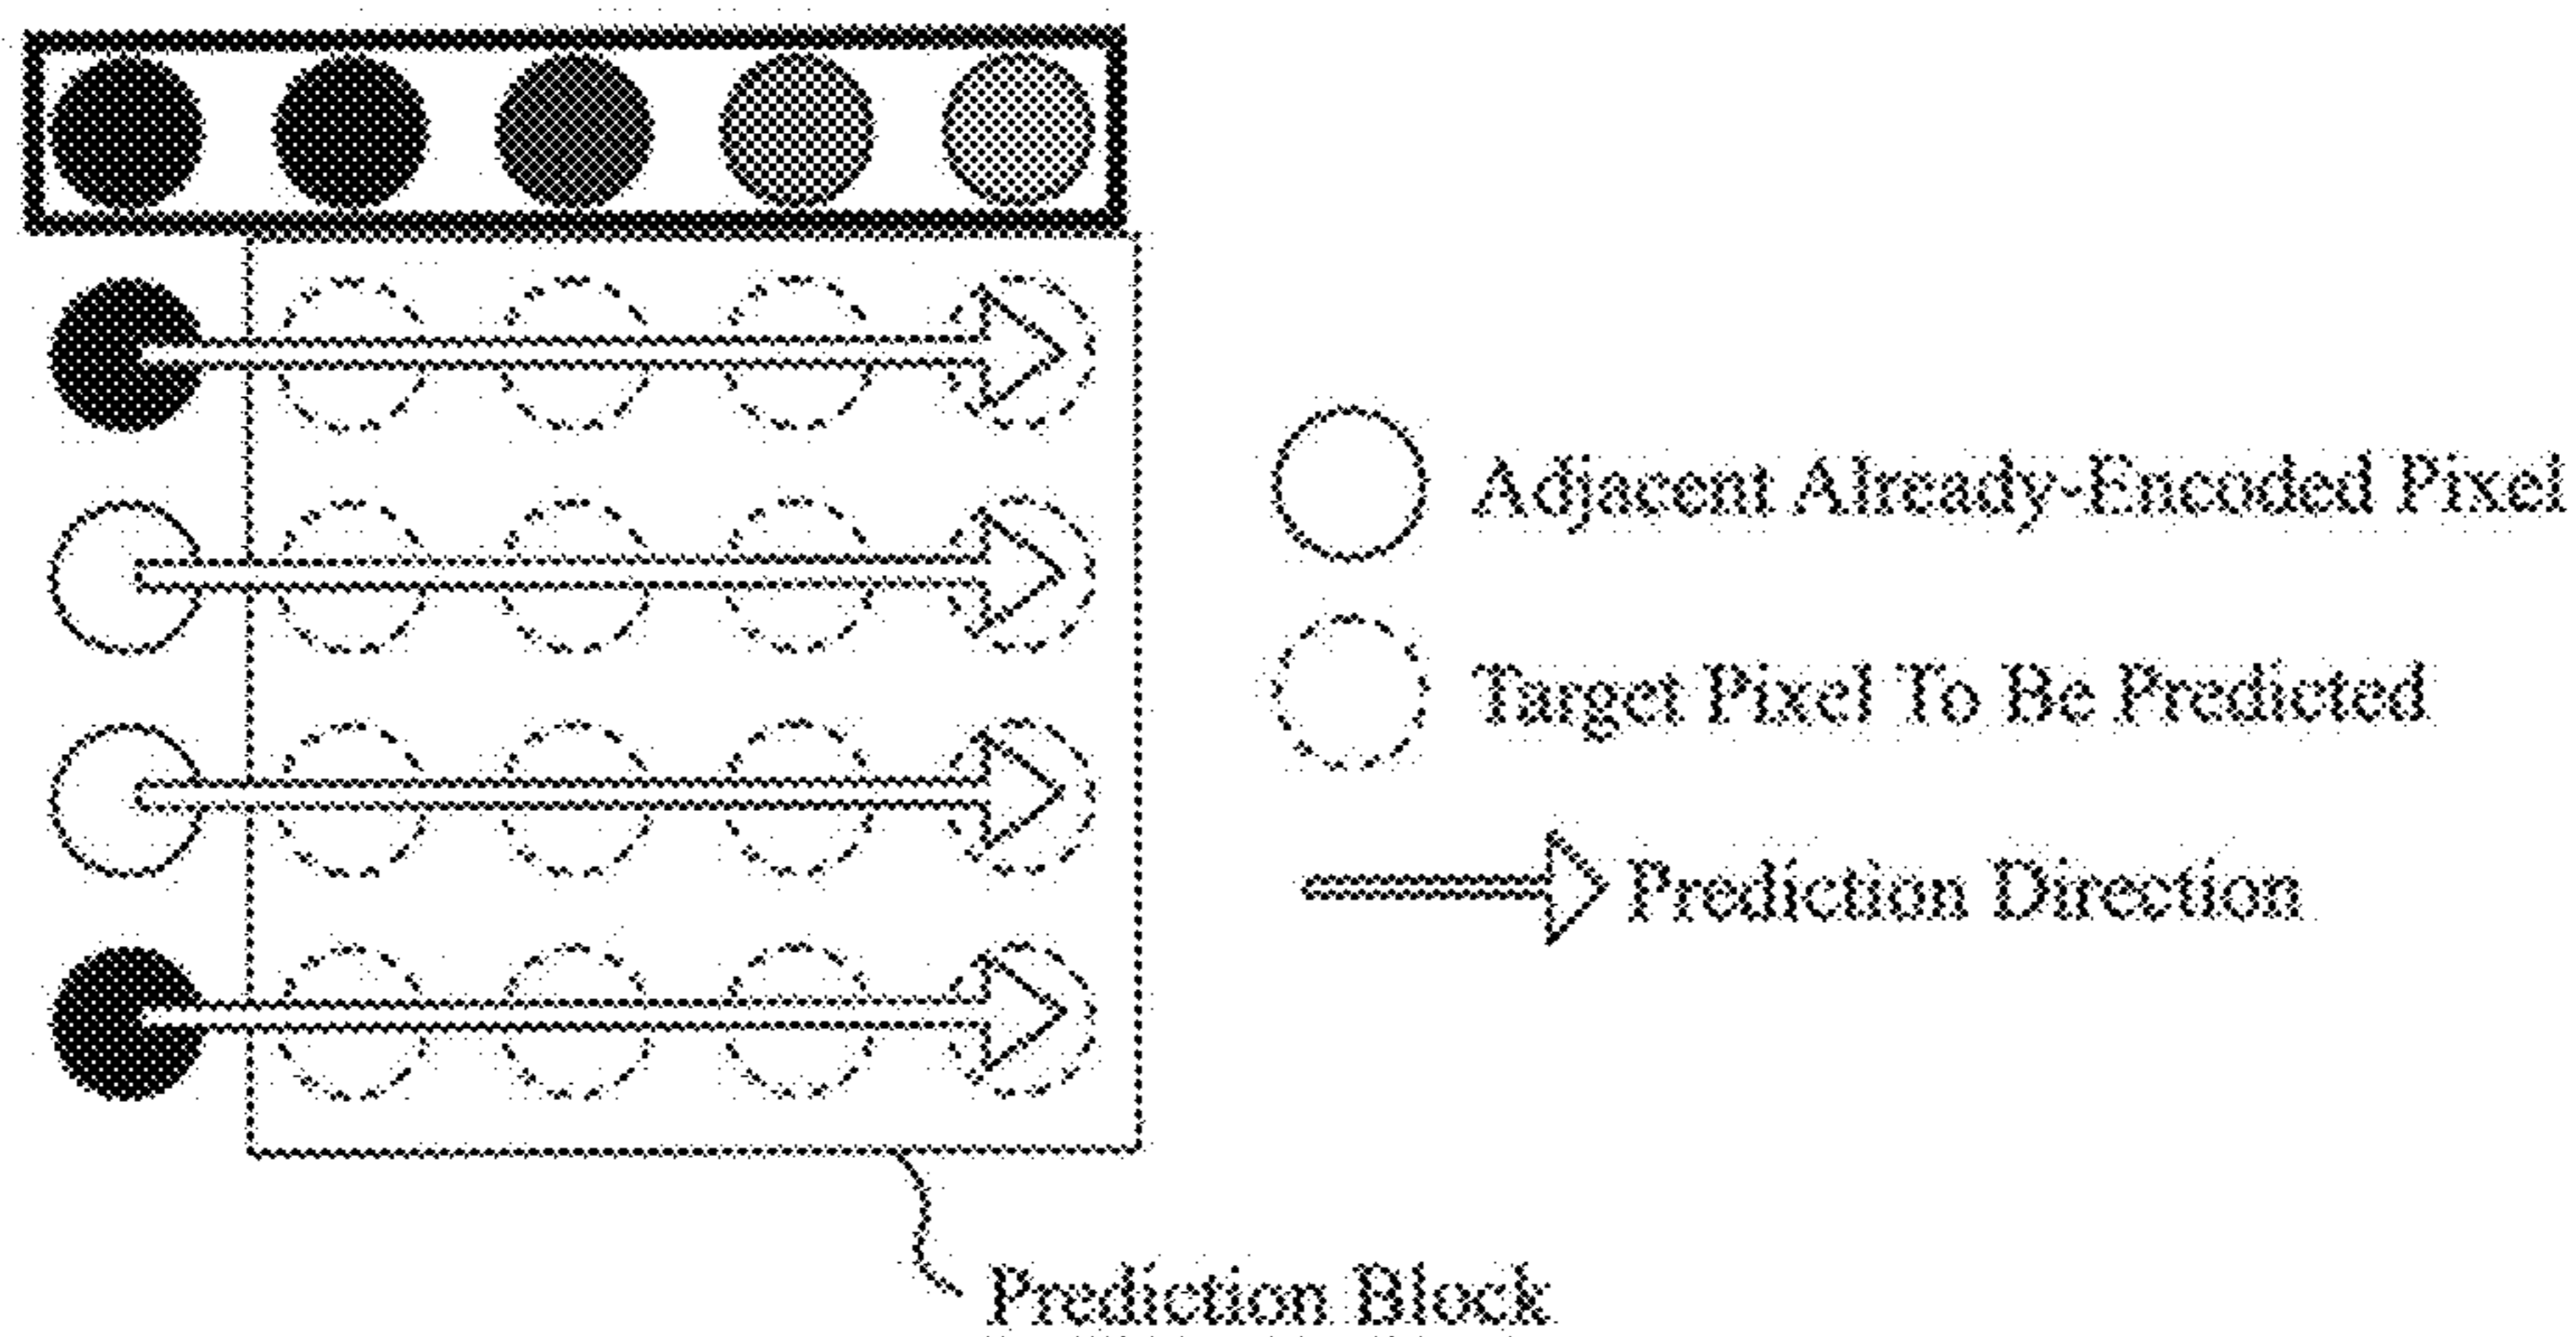 Adjacent Already-Encoded Pixel
Target Pixel To Be Predicted
Prediction Direction
Prediction Block